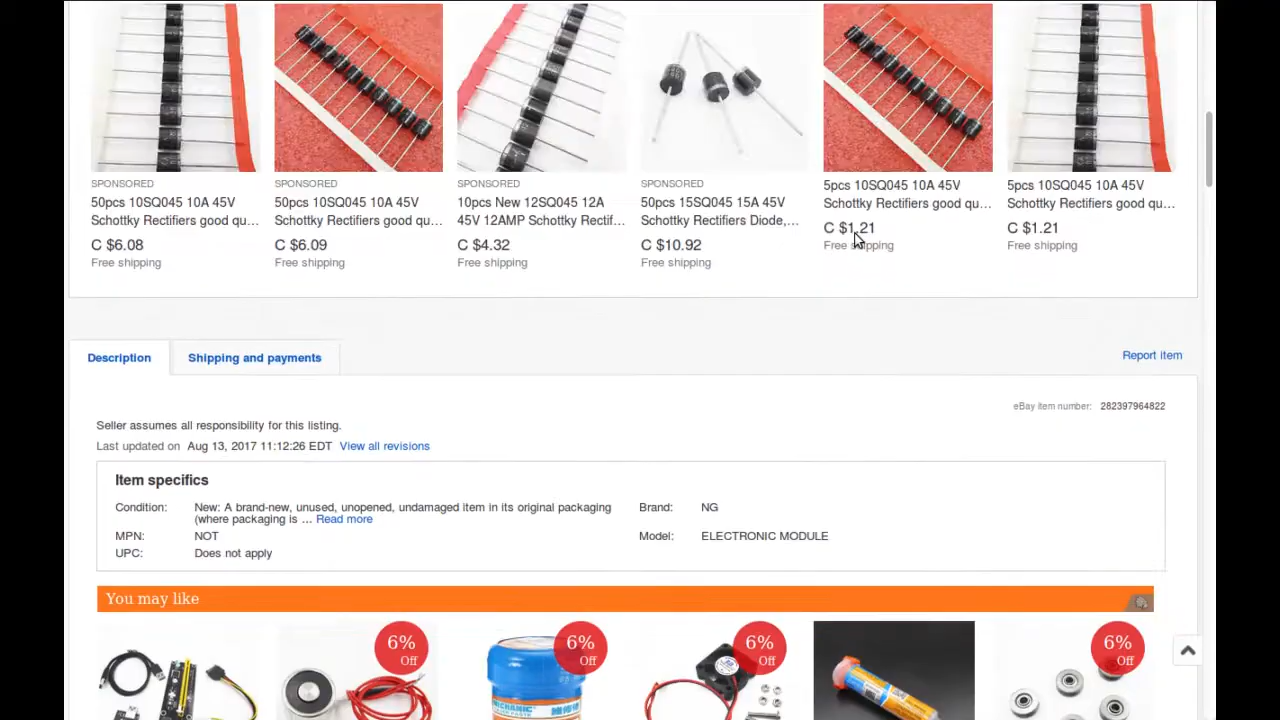 SPONSORED
50pcs 10SQ045 10A 45V
Schottky Rectifiers good qu...
C $6.08
Free shipping
SPONSORED
50pcs 10SQ045 10A 45V
Schottky Rectifiers good qu...
C $6.09
Free shipping
SPONSORED
10pcs New 12SQ045 12A
45V 12AMP Schottky Rectif...
C $4.32
Free shipping
SPONSORED
50pcs 15SQ045 15A 45V
Schottky Rectifiers Diode,...
C $10.92
Free shipping
5pcs 10SQ045 10A 45V
Schottky Rectifiers good qu...
C $1.21
Free shipping
5pcs 10SQ045 10A 45V
Schottky Rectifiers good qu...
C $1.21
Free shipping
Description
Shipping and payments
Report item
eBay item number: 282397964822
Seller assumes all responsibility for this listing.
Last updated on Aug 13, 2017 11:12:26 EDT View all revisions
Item specifics
Condition: New: A brand-new, unused, unopened, undamaged item in its original packaging
(where packaging is ... Read more
Brand: NG
MPN: NOT
Model: ELECTRONIC MODULE
UPC: Does not apply
You may like
6%
Off
6%
Off
6%
Off
6%
Off
MECHANIC